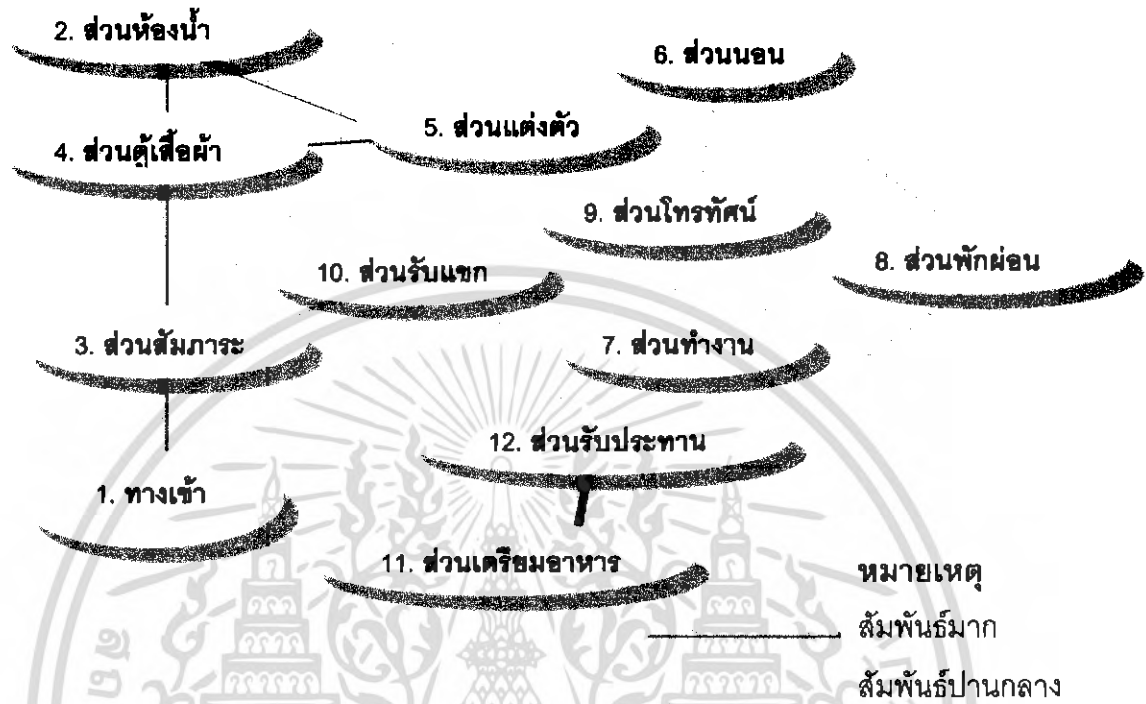 2. ส่วนห้องน้ำ
6. ส่วนนอน
5. ส่วนแต่งตัว
4. ส่วนตู้เสื้อผ้า
9. ส่วนโทรทัศน์
8. ส่วนพักผ่อน
10. ส่วนรับแขก
3. ส่วนสัมภาระ
7. ส่วนทำงาน
12. ส่วนรับประทาน
1. ทางเข้า
11. ส่วนเตรียมอาหาร
หมายเหตุ
สัมพันธ์มาก
สัมพันธ์ปานกลาง